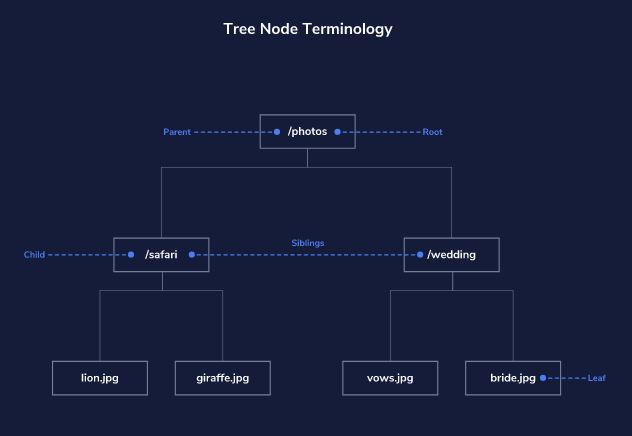 Tree Node Terminology
Parent
/photos
Root
Siblings
Child
/safari
/wedding
lion.jpg
giraffe.jpg
vows.jpg
bride.jpg
Leaf